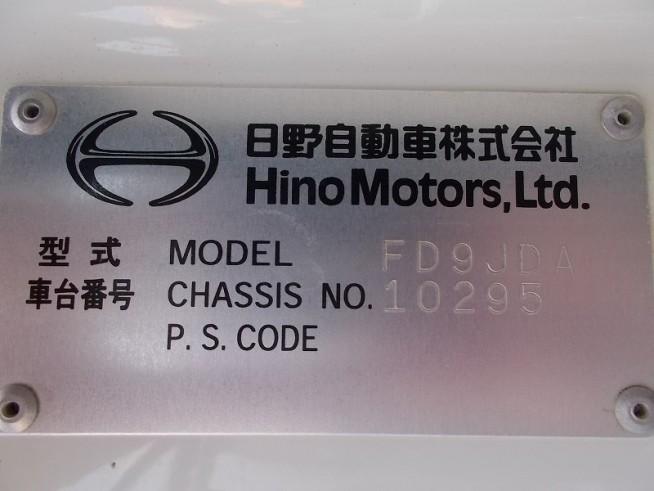 日野自動車株式会社
Hino Motors, Ltd.
型式 MODEL FD9JDA
車台番号 CHASSIS NO. 10295
P. S. CODE